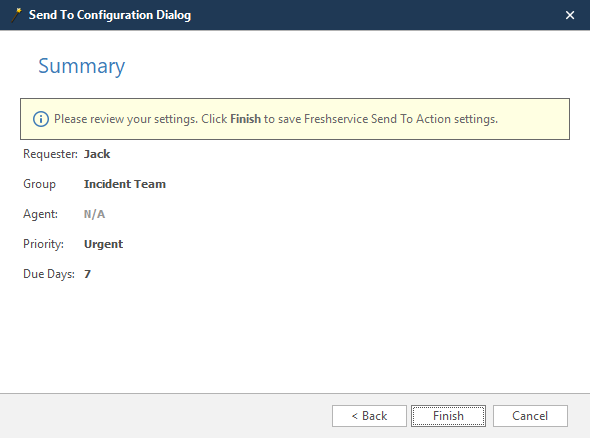 Send To Configuration Dialog
Summary
Please review your settings. Click Finish to save Freshservice Send To Action settings.
Requester: Jack
Group Incident Team
Agent: N/A
Priority: Urgent
Due Days: 7
< Back Finish Cancel